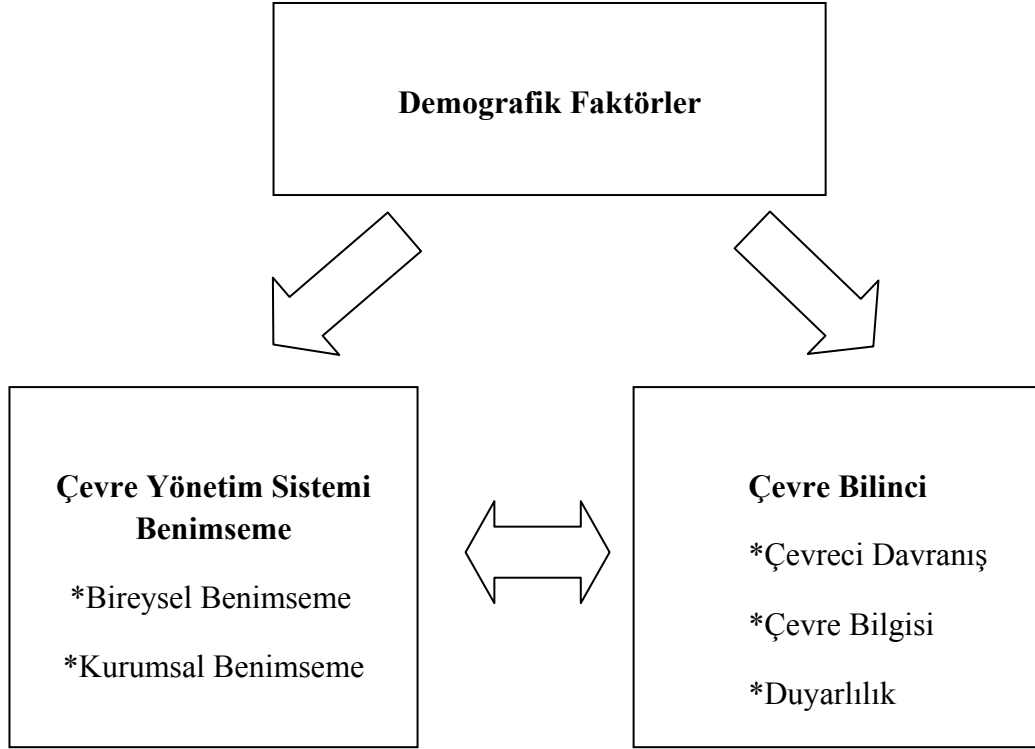 Demografik Faktörler
Çevre Yönetim Sistemi
Benimseme
*Bireysel Benimseme
*Kurumsal Benimseme
Çevre Bilinci
*Çevreci Davranış
*Çevre Bilgisi
*Duyarlılık